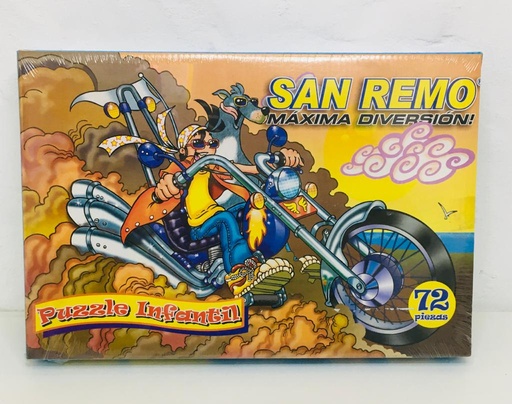 SAN REMO
MÁXIMA DIVERSIÓN!
Puzzle Infantil
72
piezas